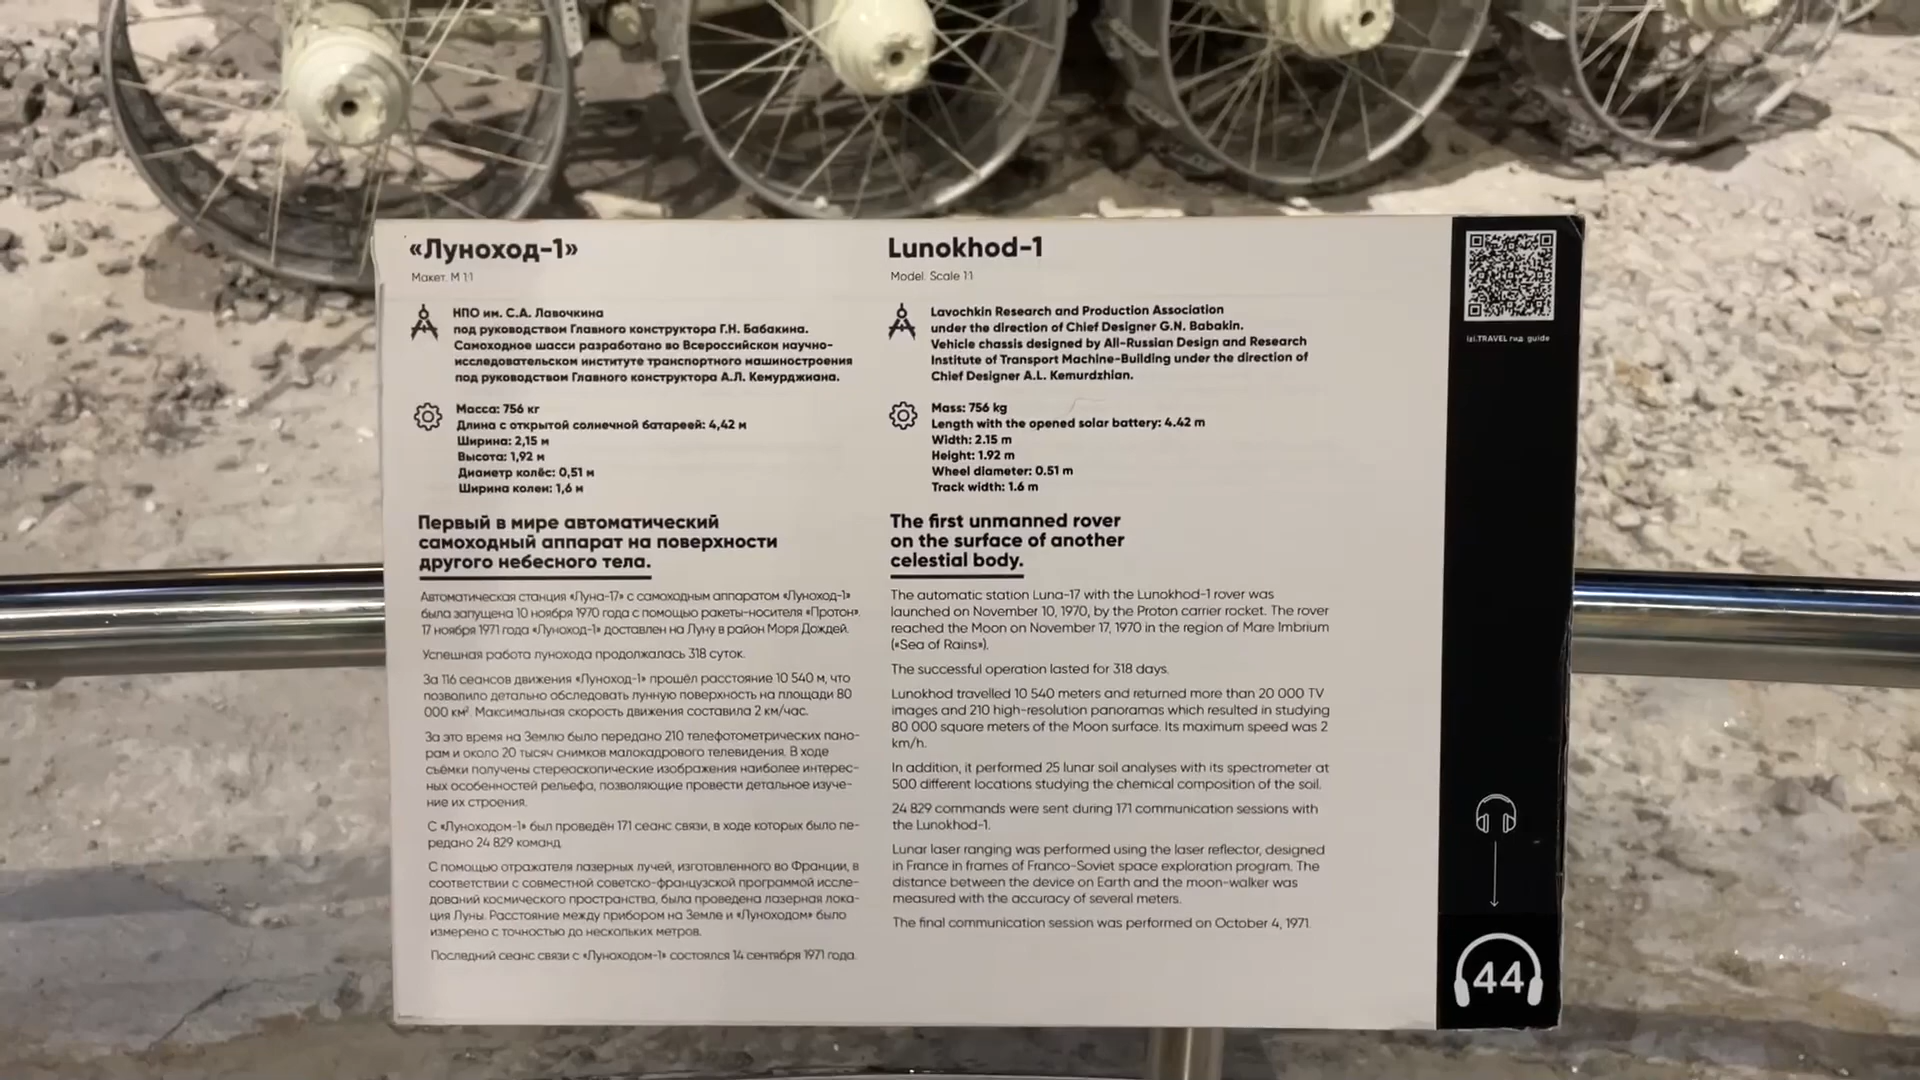 «Луноход-1»
Макет. М 1:1
НПО им. С.А. Лавочкина
под руководством Главного конструктора Г.Н. Бабакина.
Самоходное шасси разработано во Всероссийском научно-
исследовательском институте транспортного машиностроения
под руководством Главного конструктора А.Л. Кемурджиана.
Масса: 756 кг
Длина с открытой солнечной батареей: 4,42 м
Ширина: 2,15 м
Высота: 1,92 м
Диаметр колёс: 0,51 м
Ширина колеи: 1,6 м
Первый в мире автоматический
самоходный аппарат на поверхности
другого небесного тела.
Автоматическая станция «Луна-17» с самоходным аппаратом «Луноход-1»
была запущена 10 ноября 1970 года с помощью ракеты-носителя «Протон».
17 ноября 1971 года «Луноход-1» доставлен на Луну в район Моря Дождей.
Успешная работа лунохода продолжалась 318 суток.
За 116 сеансов движения «Луноход-1» прошёл расстояние 10 540 м, что
позволило детально обследовать лунную поверхность на площади 80
000 км². Максимальная скорость движения составила 2 км/час.
За это время на Землю было передано 210 телефотометрических пано-
рам и около 20 тысяч снимков малокадрового телевидения. В ходе
съёмки получены стереоскопические изображения наиболее интерес-
ных особенностей рельефа, позволяющие провести детальное изуче-
ние их строения.
С «Луноходом-1» был проведён 171 сеанс связи, в ходе которых было пе-
редано 24 829 команд.
С помощью отражателя лазерных лучей, изготовленного во Франции, в
соответствии с совместной советско-французской программой иссле-
дований космического пространства, была проведена лазерная лока-
ция Луны. Расстояние между прибором на Земле и «Луноходом» было
измерено с точностью до нескольких метров.
Последний сеанс связи с «Луноходом-1» состоялся 14 сентября 1971 года.
Lunokhod-1
Model. Scale 1:1
Lavochkin Research and Production Association
under the direction of Chief Designer G.N. Babakin.
Vehicle chassis designed by All-Russian Design and Research
Institute of Transport Machine-Building under the direction of
Chief Designer A.L. Kemurdzhian.
Mass: 756 kg
Length with the opened solar battery: 4.42 m
Width: 2.15 m
Height: 1.92 m
Wheel diameter: 0.51 m
Track width: 1.6 m
The first unmanned rover
on the surface of another
celestial body.
The automatic station Luna-17 with the Lunokhod-1 rover was
launched on November 10, 1970, by the Proton carrier rocket. The rover
reached the Moon on November 17, 1970 in the region of Mare Imbrium
(«Sea of Rains»).
The successful operation lasted for 318 days.
Lunokhod travelled 10 540 meters and returned more than 20 000 TV
images and 210 high-resolution panoramas which resulted in studying
80 000 square meters of the Moon surface. Its maximum speed was 2
km/h.
In addition, it performed 25 lunar soil analyses with its spectrometer at
500 different locations studying the chemical composition of the soil.
24 829 commands were sent during 171 communication sessions with
the Lunokhod-1.
Lunar laser ranging was performed using the laser reflector, designed
in France in frames of Franco-Soviet space exploration program. The
distance between the device on Earth and the moon-walker was
measured with the accuracy of several meters.
The final communication session was performed on October 4, 1971.
izi.TRAVEL гид guide
44